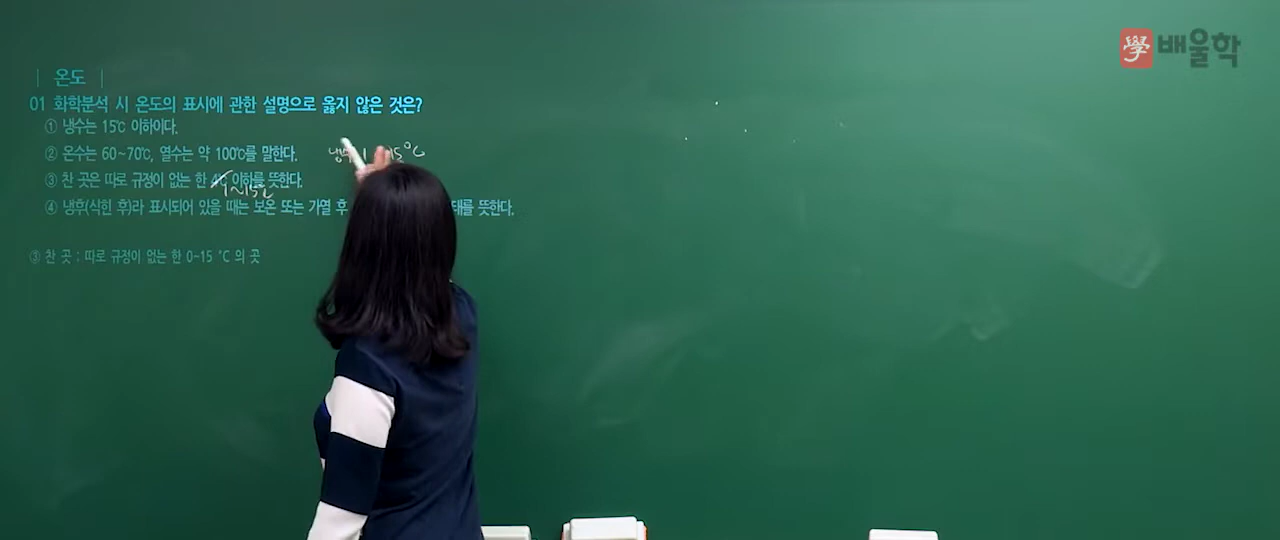 學 배울학
| 온도 |
01 화학분석 시 온도의 표시에 관한 설명으로 옳지 않은 것은?
① 냉수는 15℃ 이하이다.
② 온수는 60~70℃, 열수는 약 100℃를 말한다.
냉수 15℃
③ 찬 곳은 따로 규정이 없는 한 4℃ 이하를 뜻한다.
~15℃
④ 냉후(식힌 후)라 표시되어 있을 때는 보온 또는 가열 후 태를 뜻한다.
③ 찬 곳 : 따로 규정이 없는 한 0-15 ℃ 의 곳